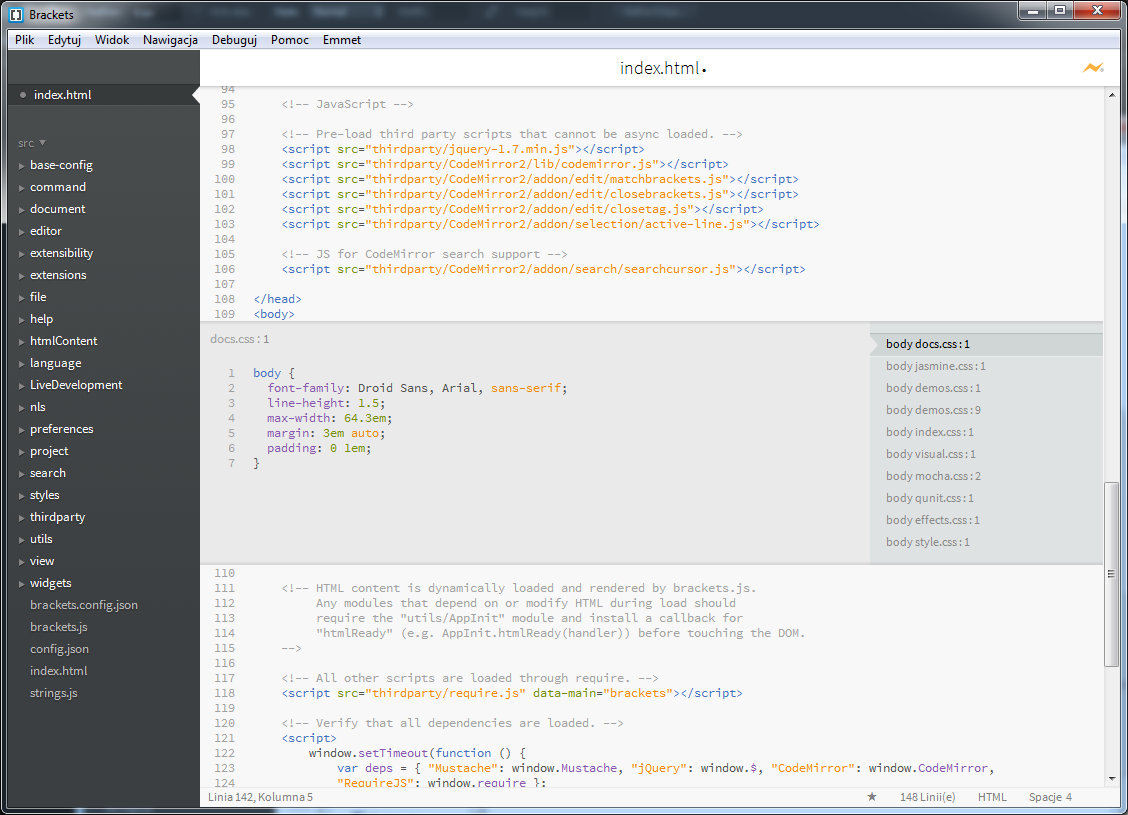 Brackets
Plik Edytuj Widok Nawigacja Debuguj Pomoc Emmet
index.html
index.html
src
base-config
command
document
editor
extensibility
extensions
file
help
htmlContent
language
LiveDevelopment
nls
preferences
project
search
styles
thirdparty
utils
view
widgets
brackets.config.json
brackets.js
config.json
index.html
strings.js
94
95 <!-- JavaScript -->
96
97 <!-- Pre-load third party scripts that cannot be async loaded. -->
98 <script src="thirdparty/jquery-1.7.min.js"></script>
99 <script src="thirdparty/CodeMirror2/lib/codemirror.js"></script>
100 <script src="thirdparty/CodeMirror2/addon/edit/matchbrackets.js"></script>
101 <script src="thirdparty/CodeMirror2/addon/edit/closebrackets.js"></script>
102 <script src="thirdparty/CodeMirror2/addon/edit/closetag.js"></script>
103 <script src="thirdparty/CodeMirror2/addon/selection/active-line.js"></script>
104
105 <!-- JS for CodeMirror search support -->
106 <script src="thirdparty/CodeMirror2/addon/search/searchcursor.js"></script>
107
108 </head>
109 <body>
docs.css : 1
1 body {
2 font-family: Droid Sans, Arial, sans-serif;
3 line-height: 1.5;
4 max-width: 64.3em;
5 margin: 3em auto;
6 padding: 0 1em;
7 }
body docs.css : 1
body jasmine.css : 1
body demos.css : 1
body demos.css : 9
body index.css : 1
body visual.css : 1
body mocha.css : 2
body qunit.css : 1
body effects.css : 1
body style.css : 1
110
111 <!-- HTML content is dynamically loaded and rendered by brackets.js.
112 Any modules that depend on or modify HTML during load should
113 require the "utils/AppInit" module and install a callback for
114 "htmlReady" (e.g. AppInit.htmlReady(handler)) before touching the DOM.
115 -->
116
117 <!-- All other scripts are loaded through require. -->
118 <script src="thirdparty/require.js" data-main="brackets"></script>
119
120 <!-- Verify that all dependencies are loaded. -->
121 <script>
122 window.setTimeout(function () {
123 var deps = { "Mustache": window.Mustache, "jQuery": window.$, "CodeMirror": window.CodeMirror,
124 "RequireJS": window.require };
Linia 142, Kolumna 5
148 Linii(e) HTML Spacje 4